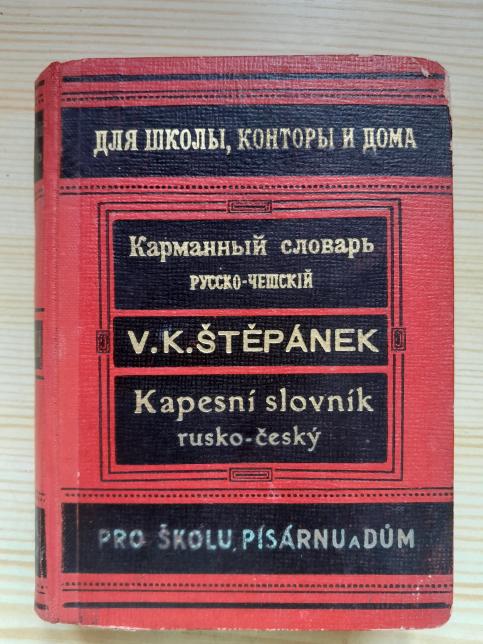 ДЛЯ ШКОЛЫ, КОНТОРЫ И ДОМА
Карманный словарь
РУССКО-ЧЕШСКІЙ
V.K.ŠTĚPÁNEK
Kapesní slovník
rusko-český
PRO ŠKOLU, PÍSÁRNU A DŮM